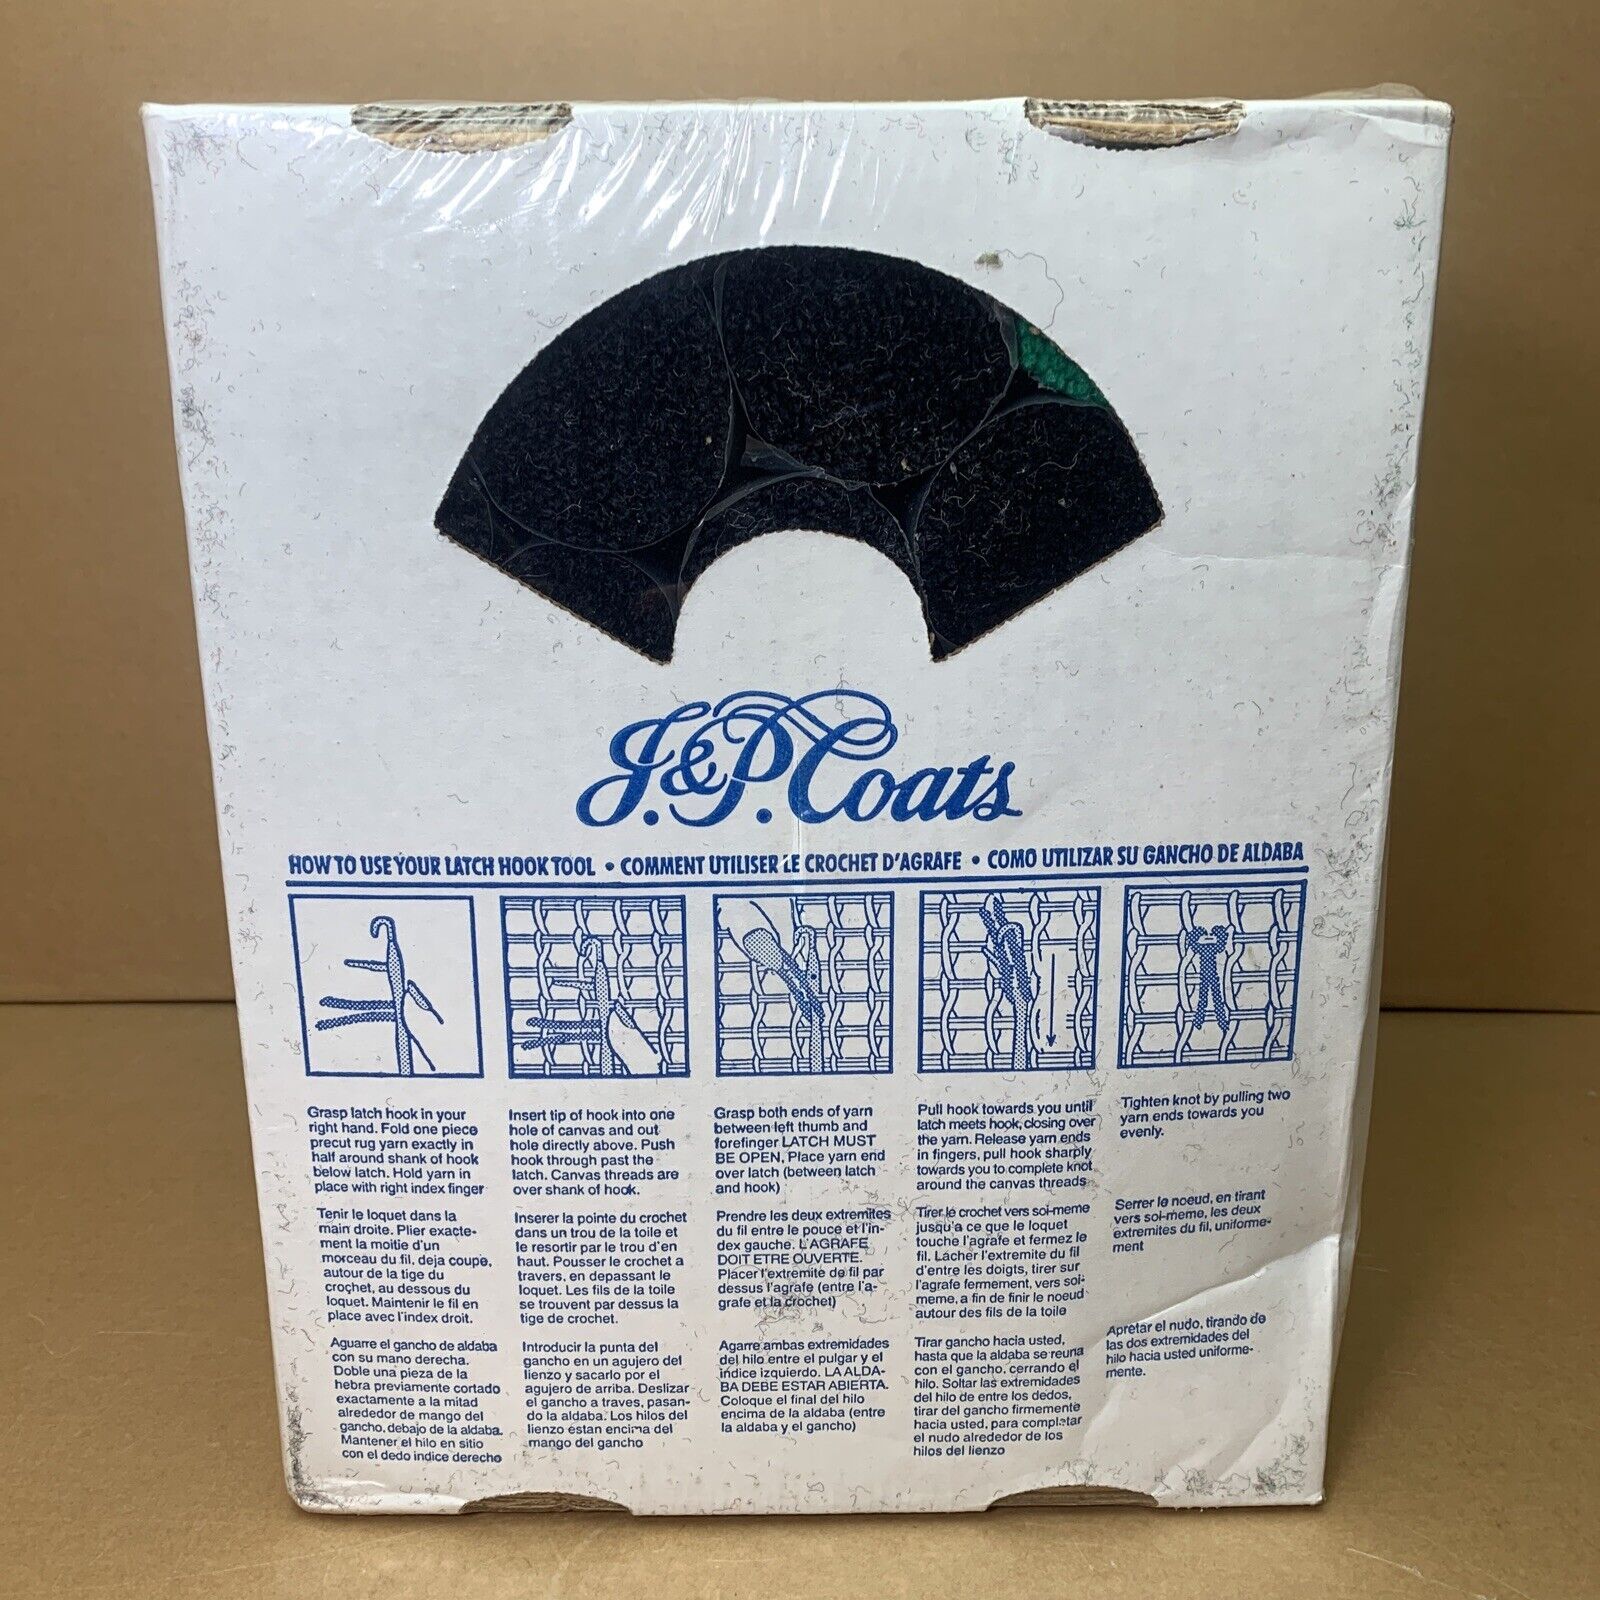 J.&P. Coats
HOW TO USE YOUR LATCH HOOK TOOL • COMMENT UTILISER LE CROCHET D'AGRAFE • COMO UTILIZAR SU GANCHO DE ALDABA
Grasp latch hook in your
right hand. Fold one piece
precut rug yarn exactly in
half around shank of hook
below latch. Hold yarn in
place with right index finger
Tenir le loquet dans la
main droite. Plier exacte-
ment la moitie d'un
morceau du fil, deja coupe,
autour de la tige du
crochet, au dessous du
loquet. Maintenir le fil en
place avec l'index droit.
Aguarre el gancho de aldaba
con su mano derecha.
Doble una pieza de la
hebra previamente cortado
exactamente a la mitad
alrededor de mango del
gancho, debajo de la aldaba.
Mantener el hilo en sitio
con el dedo indice derecho
Insert tip of hook into one
hole of canvas and out
hole directly above. Push
hook through past the
latch. Canvas threads are
over shank of hook.
Inserer la pointe du crochet
dans un trou de la toile et
le resortir par le trou d'en
haut. Pousser le crochet a
travers, en depassant le
loquet. Les fils de la toile
se trouvent par dessus la
tige de crochet.
Introducir la punta del
gancho en un agujero del
lienzo y sacarlo por el
agujero de arriba. Deslizar
el gancho a traves, pasan-
do la aldaba. Los hilos del
lienzo éstan encima del
mango del gancho
Grasp both ends of yarn
between left thumb and
forefinger LATCH MUST
BE OPEN, Place yarn end
over latch (between latch
and hook)
Prendre les deux extremites
du fil entre le pouce et l'in-
dex gauche. L'AGRAFE
DOIT ETRE OUVERTE.
Placer l'extremite de fil par
dessus l'agrafe (entre l'a-
grafe et la crochet)
Agarre ambas extremidades
del hilo entre el pulgar y el
indice izquierdo. LA ALDA-
BA DEBE ESTAR ABIERTA.
Coloque el final del hilo
encima de la aldaba (entre
la aldaba y el gancho)
Pull hook towards you until
latch meets hook, closing over
the yarn. Release yarn ends
in fingers, pull hook sharply
towards you to complete knot
around the canvas threads
Tirer le crochet vers soi-meme
jusqu'a ce que le loquet
touche l'agrafe et fermez le
fil. Lácher l'extremite du fil
d'entre les doigts, tirer sur
l'agrafe fermement, vers soi-
meme, a fin de finir le noeud
autour des fils de la toile
Tirar gancho hacia usted,
hasta que la aldaba se reuna
con el gancho, cerrando el
hilo. Soltar las extremidades
del hilo de entre los dedos,
tirar del gancho firmemente
hacia usted, para completar
el nudo alrededor de los
hilos del lienzo
Tighten knot by pulling two
yarn ends towards you
evenly.
Serrer le noeud, en tirant
vers soi-meme, les deux
extremites du fil, uniforme-
ment
Apretar el nudo, tirando de
las dos extremidades del
hilo hacia usted uniforme-
mente.